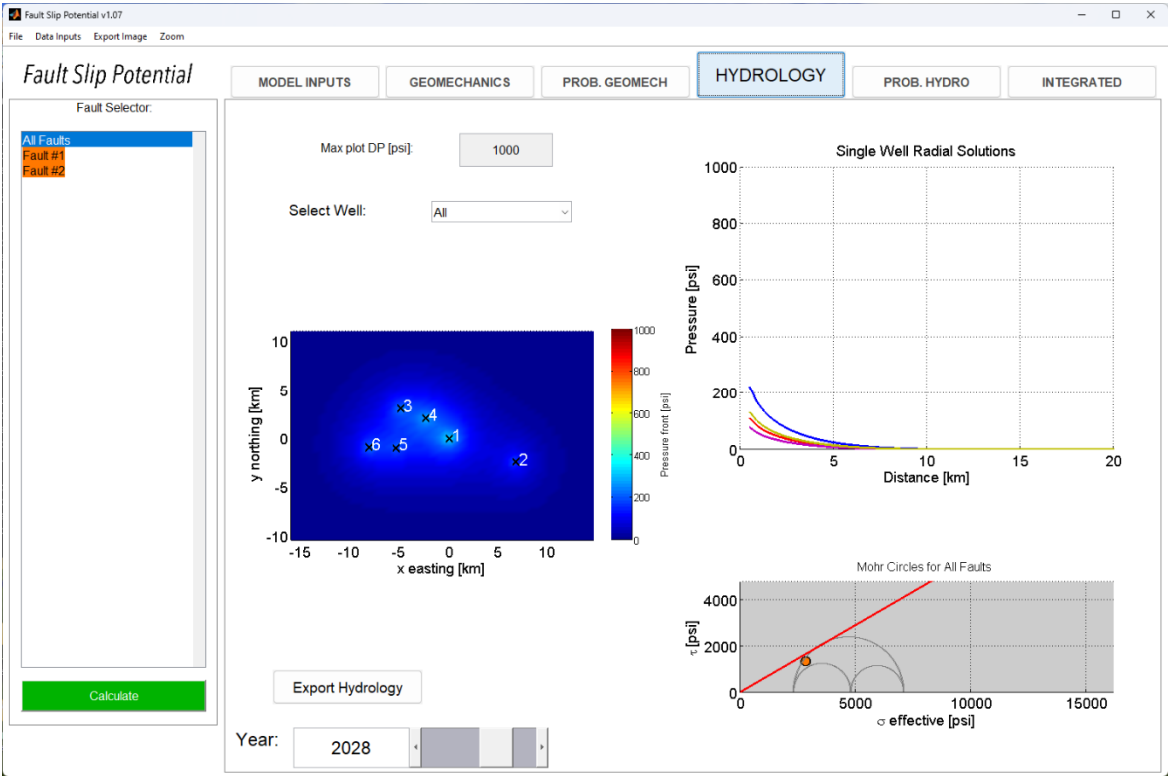 Fault Slip Potential v1.07
File Data Inputs Export Image Zoom
Fault Slip Potential
MODEL INPUTS
GEOMECHANICS
PROB. GEOMECH
HYDROLOGY
PROB. HYDRO
INTEGRATED
Fault Selector:
All Faults
Fault #1
Fault #2
Calculate
Max plot DP [psi]:
1000
Select Well:
All
10
5
0
-5
-10
y northing [km]
3
4
1
6
5
2
-15 -10 -5 0 5 10
x easting [km]
1000
800
600
400
200
0
Pressure front [psi]
Export Hydrology
Year:
2028
Single Well Radial Solutions
1000
800
600
400
200
0
Pressure [psi]
0 5 10 15 20
Distance [km]
Mohr Circles for All Faults
4000
2000
0
τ [psi]
0 5000 10000 15000
σ effective [psi]